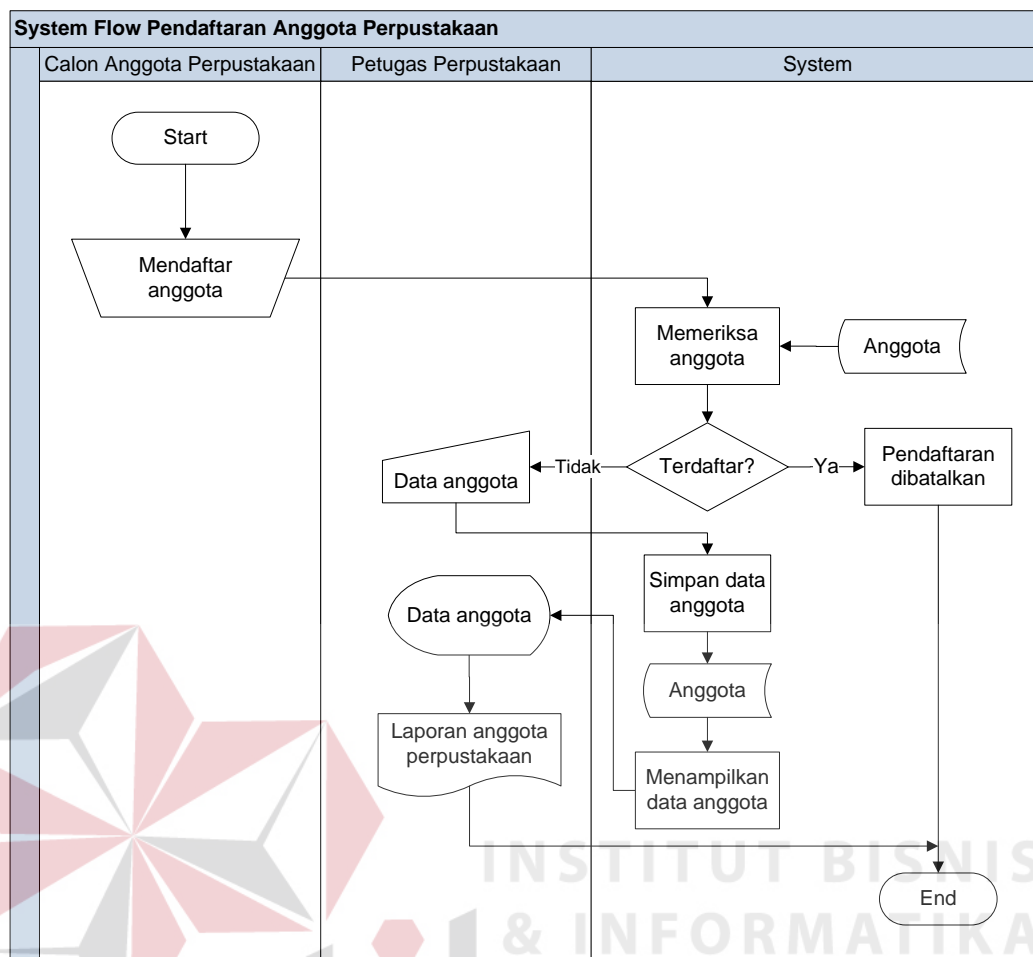 System Flow Pendaftaran Anggota Perpustakaan
Calon Anggota Perpustakaan
Petugas Perpustakaan
System
Start
Mendaftar
anggota
Memeriksa
anggota
Anggota
Terdaftar?
Tidak
Ya
Data anggota
Pendaftaran
dibatalkan
Simpan data
anggota
Data anggota
Anggota
Laporan anggota
perpustakaan
Menampilkan
data anggota
End
INSTITUT BISNIS
& INFORMATIKA